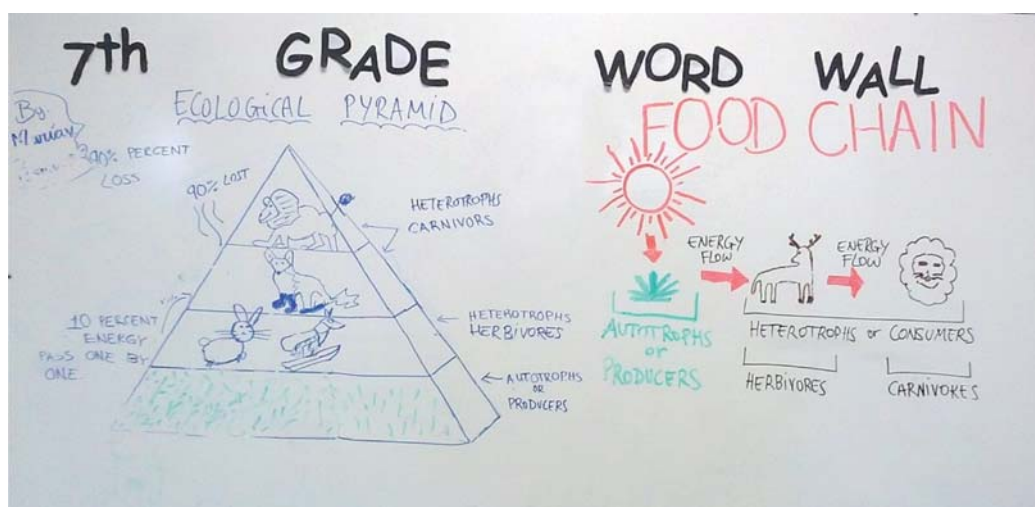 7th GRADE WORD WALL
ECOLOGICAL PYRAMID
FOOD CHAIN
By.
90% PERCENT
LOSS
90% LOST
HETEROTROPHS
CARNIVORS
10 PERCENT
ENERGY
PASS ONE BY
ONE
HETEROTROPHS
HERBIVORES
AUTOTROPHS
OR
PRODUCERS
ENERGY
FLOW
ENERGY
FLOW
AUTOTROPHS
or
PRODUCERS
HETEROTROPHS or CONSUMERS
HERBIVORES
CARNIVORES